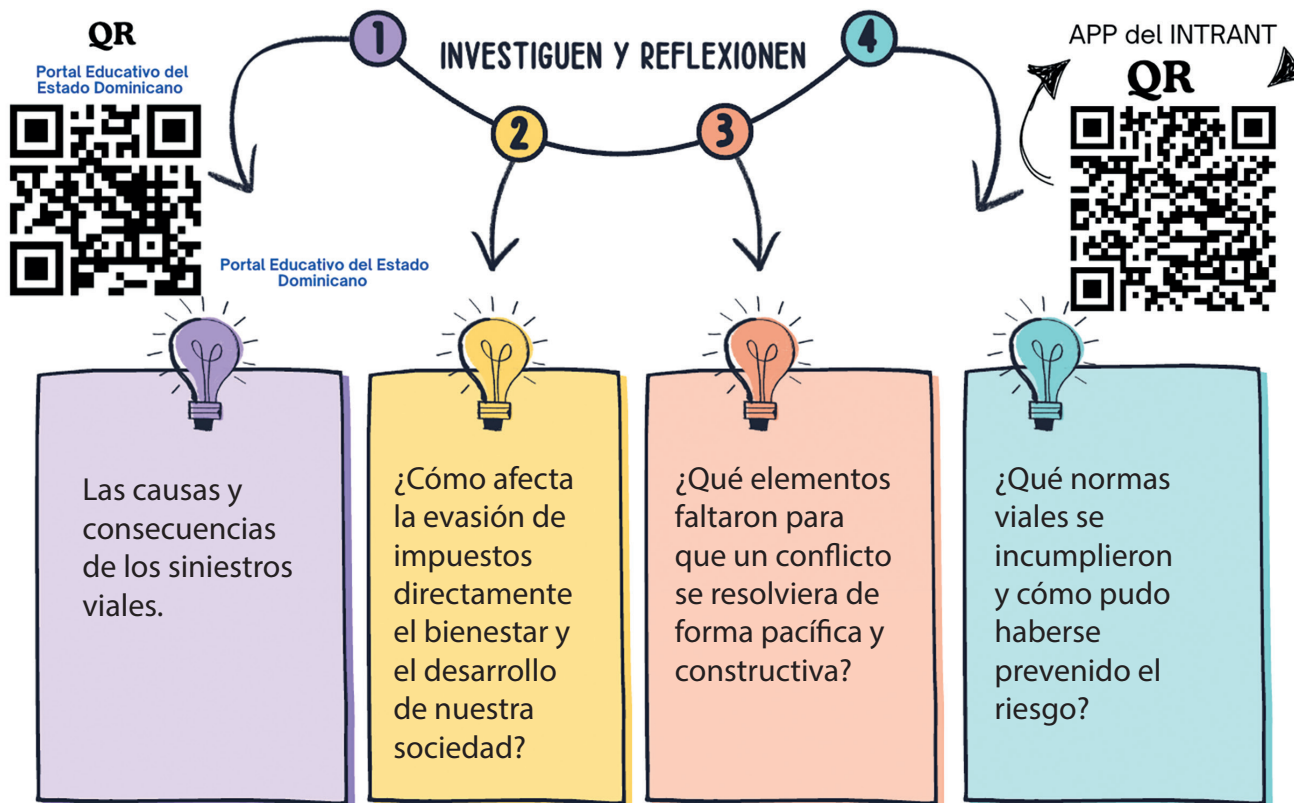 QR
Portal Educativo del
Estado Dominicano
1
INVESTIGUEN Y REFLEXIONEN
4
APP del INTRANT
QR
2
3
Portal Educativo del Estado
Dominicano
Las causas y
consecuencias
de los siniestros
viales.
¿Cómo afecta
la evasión de
impuestos
directamente
el bienestar y
el desarrollo
de nuestra
sociedad?
¿Qué elementos
faltaron para
que un conflicto
se resolviera de
forma pacífica y
constructiva?
¿Qué normas
viales se
incumplieron
y cómo pudo
haberse
prevenido el
riesgo?